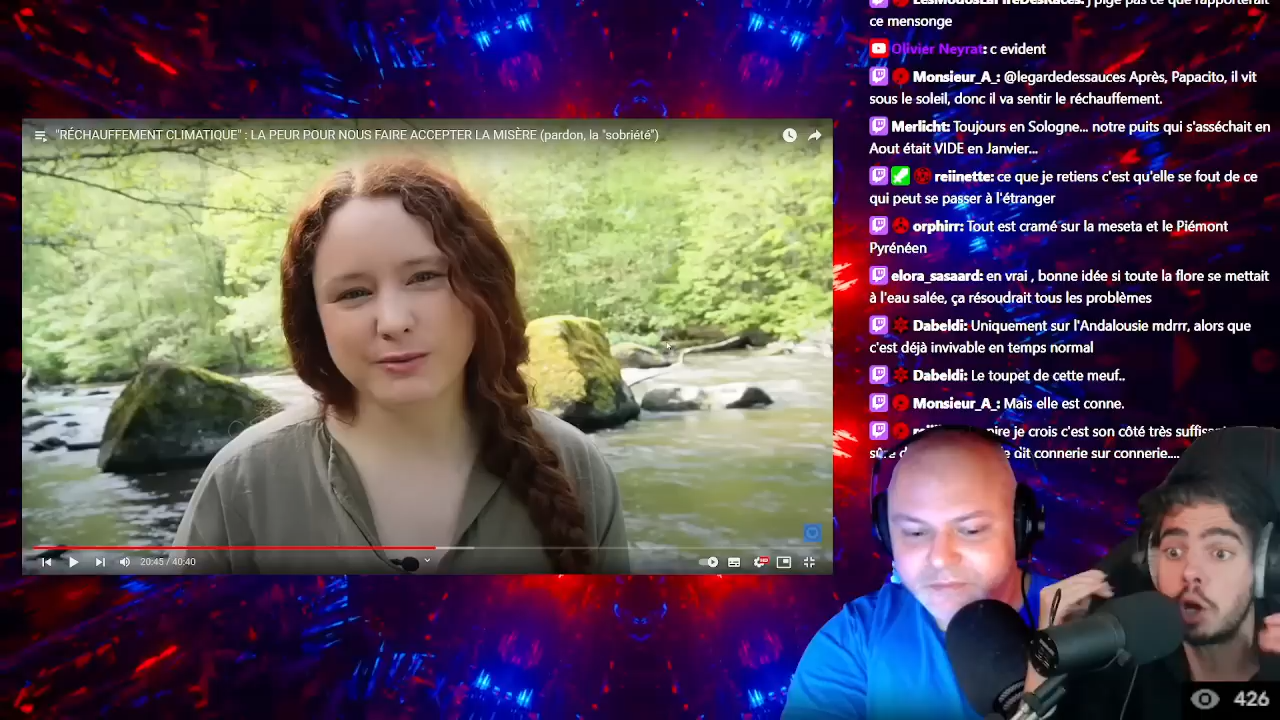 "RÉCHAUFFEMENT CLIMATIQUE" : LA PEUR POUR NOUS FAIRE ACCEPTER LA MISÈRE (pardon, la "sobriété")
20:45 / 40:40
ce mensonge
Olivier Neyrat: c evident
Monsieur_A_: @legardedessauces Après, Papacito, il vit
sous le soleil, donc il va sentir le réchauffement.
Merlicht: Toujours en Sologne... notre puits qui s'asséchait en
Aout était VIDE en Janvier...
reiinette: ce que je retiens c'est qu'elle se fout de ce
qui peut se passer à l'étranger
orphirr: Tout est cramé sur la meseta et le Piémont
Pyrénéen
elora_sasaard: en vrai , bonne idée si toute la flore se mettait
à l'eau salée, ça résoudrait tous les problèmes
Dabeldi: Uniquement sur l'Andalousie mdrrr, alors que
c'est déjà invivable en temps normal
Dabeldi: Le toupet de cette meuf..
Monsieur_A_: Mais elle est conne.
je crois c'est son côté très
dit connerie sur connerie....
426